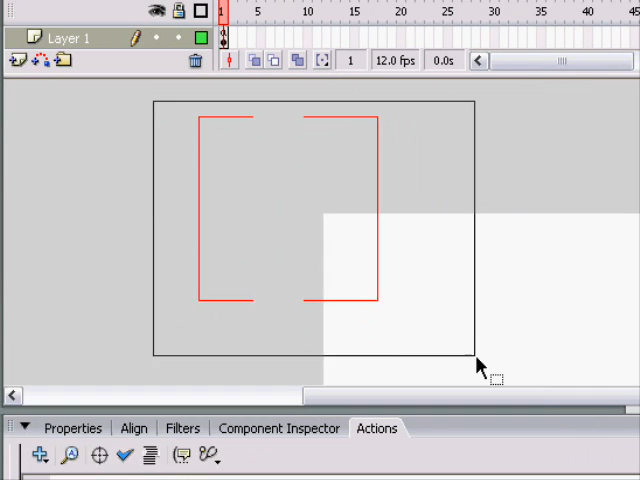 1 5 10 15 20 25 30 35 40 45
Layer 1
1 12.0 fps 0.0s
Properties Align Filters Component Inspector Actions